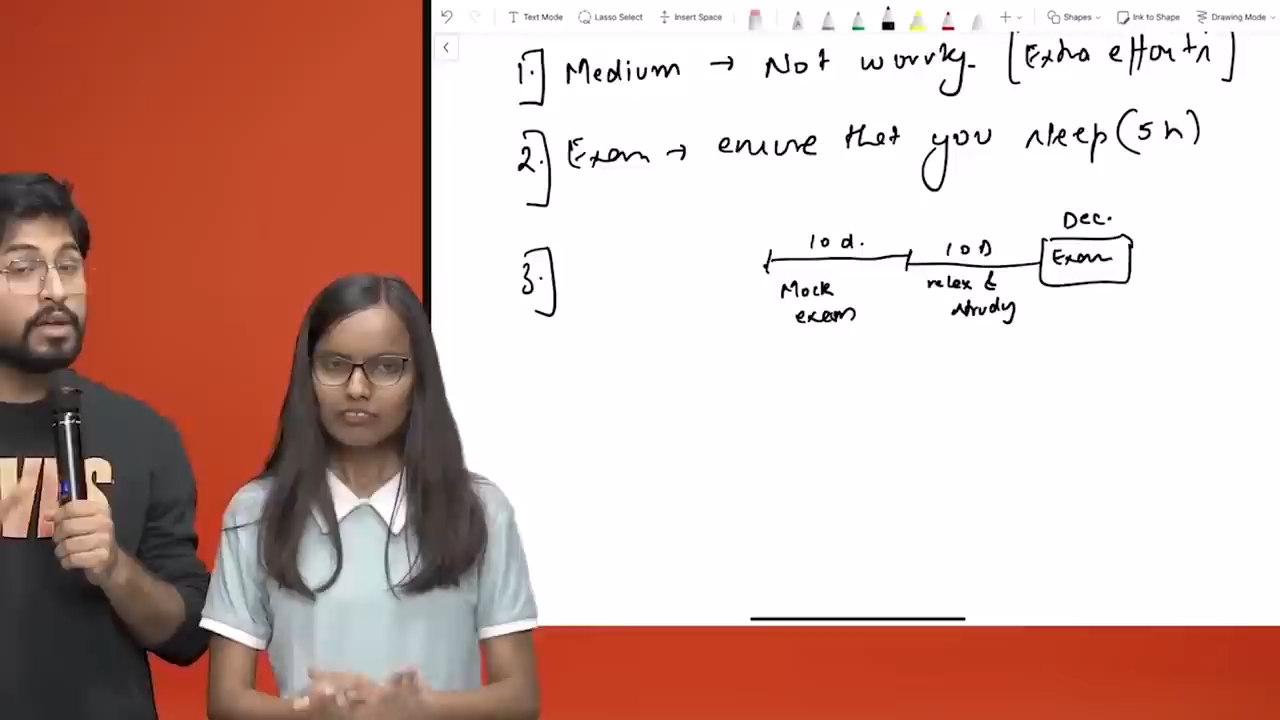 Text Mode
Lasso Select
Insert Space
Shapes
Ink to Shape
Drawing Mode
1. Medium → Not worry. [Extra efforts]
2. Exam → ensure that you sleep (5h)
Dec.
10 d.
10 D
Exam
3.
Mock exam
relax & study